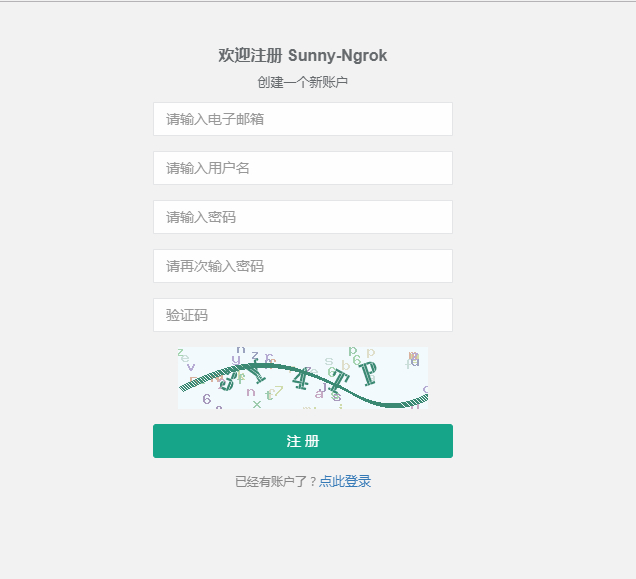 欢迎注册 Sunny-Ngrok
创建一个新账户
请输入电子邮箱
请输入用户名
请输入密码
请再次输入密码
验证码
注 册
已经有账户了？点此登录